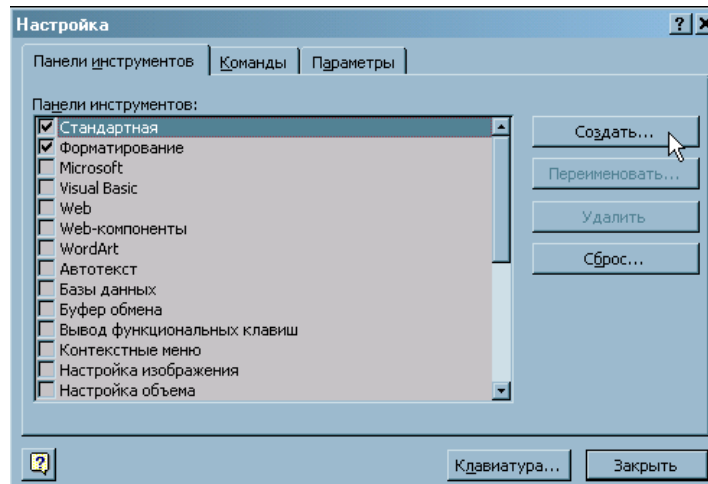 Настройка
Панели инструментов Команды Параметры
Панели инструментов:
Стандартная
Форматирование
Microsoft
Visual Basic
Web
Web-компоненты
WordArt
Автотекст
Базы данных
Буфер обмена
Вывод функциональных клавиш
Контекстные меню
Настройка изображения
Настройка объема
Создать...
Переименовать...
Удалить
Сброс...
Клавиатура... Закрыть